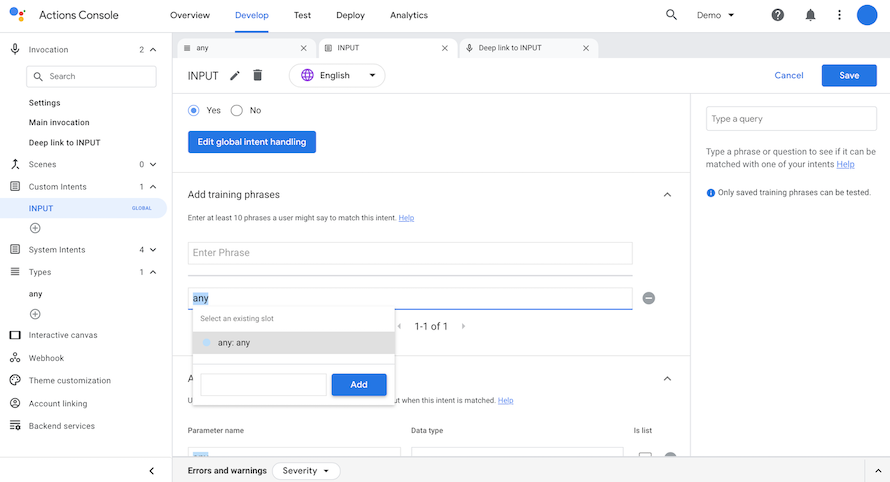 Actions Console Overview Develop Test Deploy Analytics Demo
Invocation 2
Search
Settings
Main invocation
Deep link to INPUT
Scenes 0
Custom Intents 1
INPUT GLOBAL
System Intents 4
Types 1
any
Interactive canvas
Webhook
Theme customization
Account linking
Backend services
any INPUT Deep link to INPUT
INPUT English Cancel Save
Yes No
Edit global intent handling
Add training phrases
Enter at least 10 phrases a user might say to match this intent. Help
Enter Phrase
any
Select an existing slot
any: any
Add
1-1 of 1
A
U
ut when this intent is matched. Help
Parameter name Data type Is list
Type a query
Type a phrase or question to see if it can be
matched with one of your intents Help
Only saved training phrases can be tested.
Errors and warnings Severity